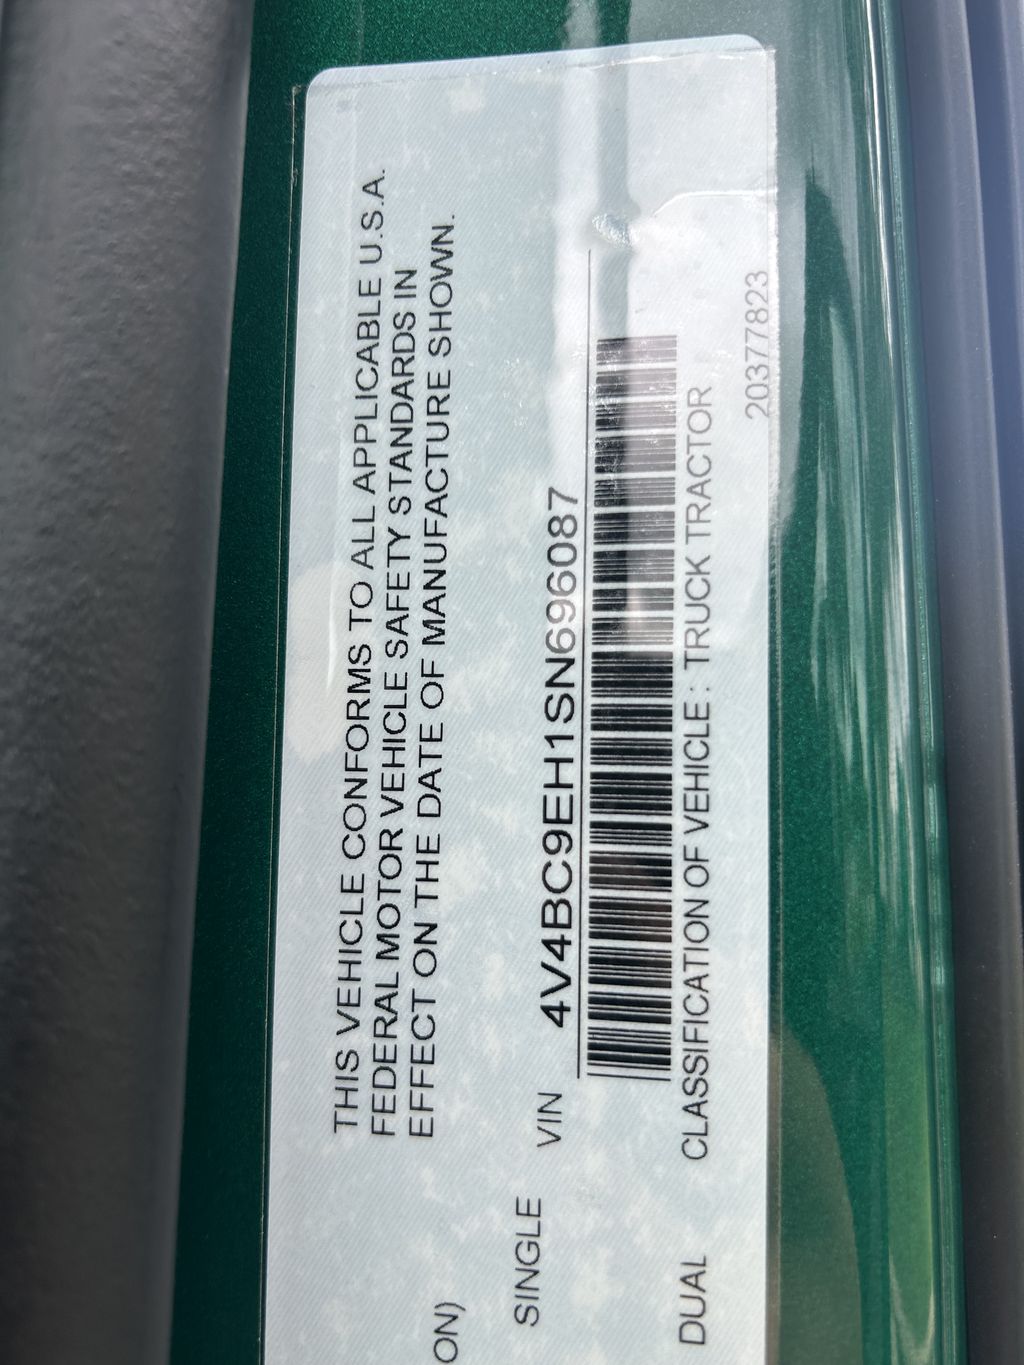 THIS VEHICLE CONFORMS TO ALL APPLICABLE U.S.A.
FEDERAL MOTOR VEHICLE SAFETY STANDARDS IN
EFFECT ON THE DATE OF MANUFACTURE SHOWN.
ON)
SINGLE VIN 4V4BC9EH1SN696087
DUAL CLASSIFICATION OF VEHICLE : TRUCK TRACTOR
20377823